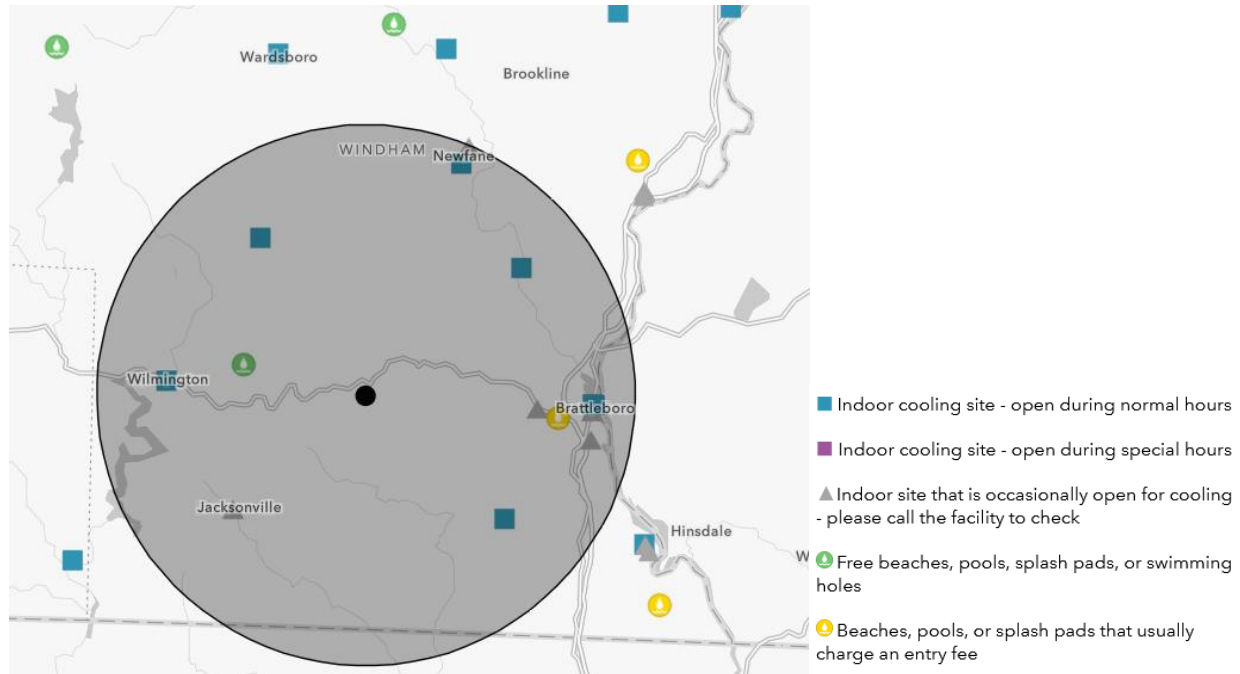 Wardsboro
Brookline
WINDHAM
Newfane
Wilmington
Brattleboro
Jacksonville
Hinsdale
W
Indoor cooling site - open during normal hours
Indoor cooling site - open during special hours
Indoor site that is occasionally open for cooling
- please call the facility to check
Free beaches, pools, splash pads, or swimming
holes
Beaches, pools, or splash pads that usually
charge an entry fee